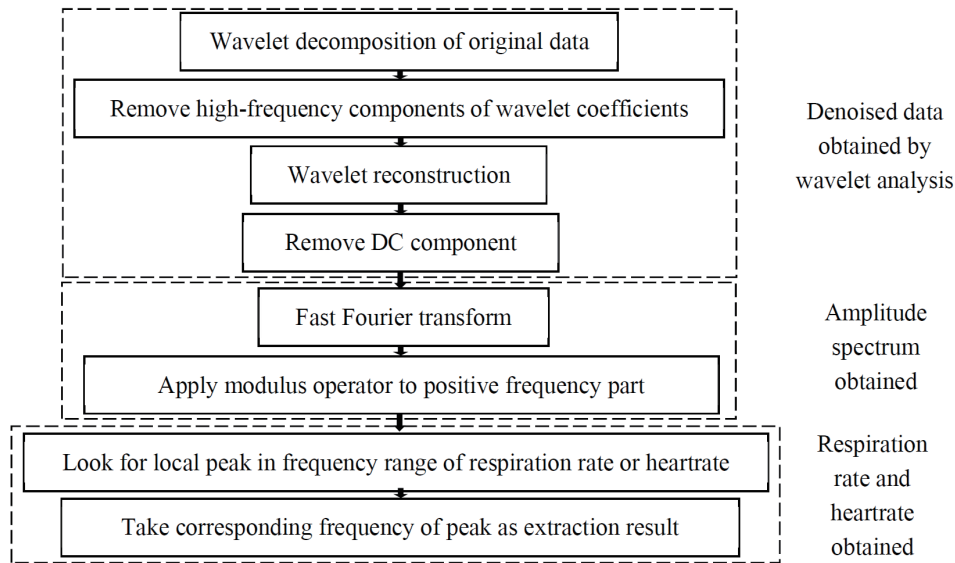 Wavelet decomposition of original data
Remove high-frequency components of wavelet coefficients
Wavelet reconstruction
Remove DC component
Denoised data
obtained by
wavelet analysis
Fast Fourier transform
Apply modulus operator to positive frequency part
Amplitude
spectrum
obtained
Look for local peak in frequency range of respiration rate or heartrate
Take corresponding frequency of peak as extraction result
Respiration
rate and
heartrate
obtained